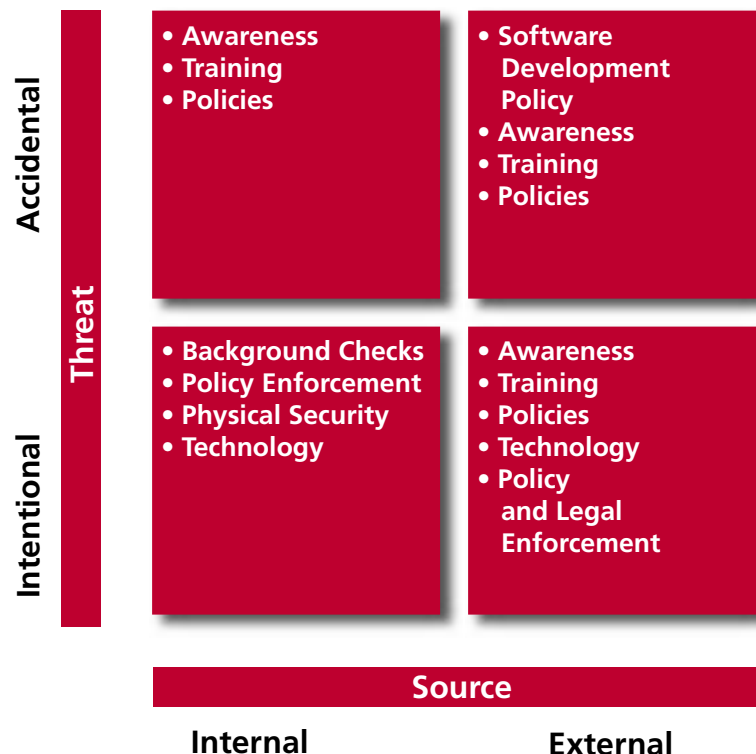 Accidental
Threat
Intentional
• Awareness
• Training
• Policies
• Software
Development
Policy
• Awareness
• Training
• Policies
• Background Checks
• Policy Enforcement
• Physical Security
• Technology
• Awareness
• Training
• Policies
• Technology
• Policy
and Legal
Enforcement
Source
Internal
External